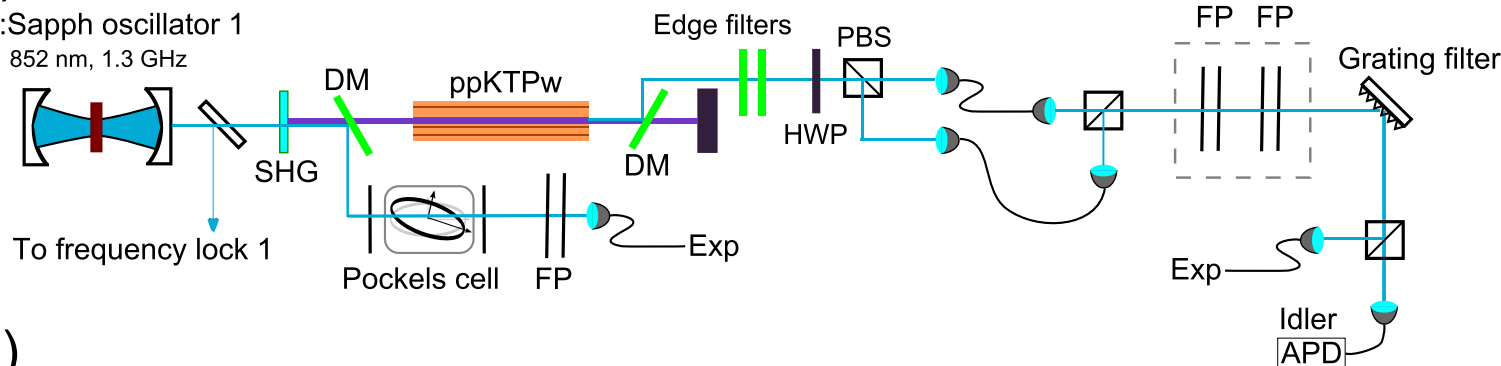 :Sapph oscillator 1
852 nm, 1.3 GHz
DM
ppKTPw
Edge filters
PBS
FP FP
Grating filter
SHG
DM
HWP
To frequency lock 1
Pockels cell
FP
Exp
Exp
Idler
APD
)